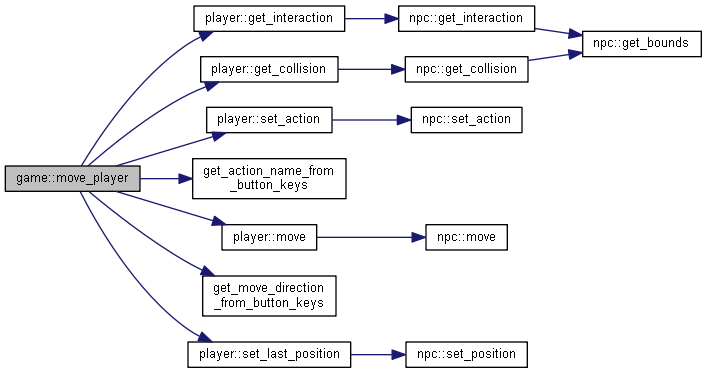 player::get_interaction
npc::get_interaction
npc::get_bounds
player::get_collision
npc::get_collision
player::set_action
npc::set_action
game::move_player
get_action_name_from
_button_keys
player::move
npc::move
get_move_direction
_from_button_keys
player::set_last_position
npc::set_position